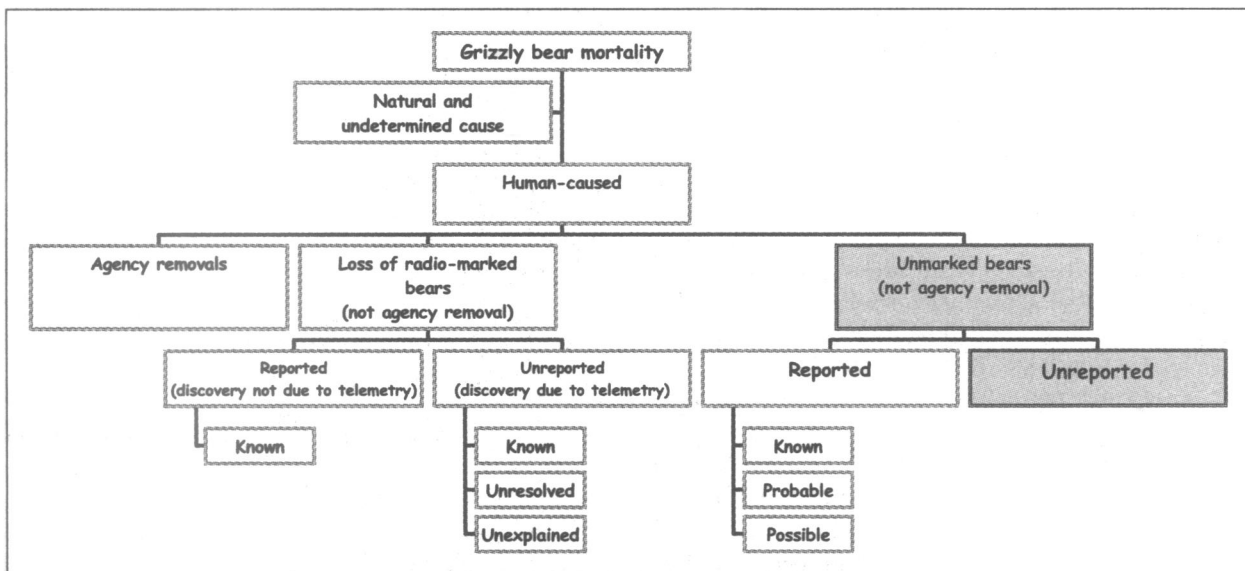 Grizzly bear mortality
Natural and
undetermined cause
Human-caused
Agency removals
Loss of radio-marked
bears
(not agency removal)
Unmarked bears
(not agency removal)
Reported
(discovery not due to telemetry)
Unreported
(discovery due to telemetry)
Reported
Unreported
Known
Known
Unresolved
Unexplained
Known
Probable
Possible